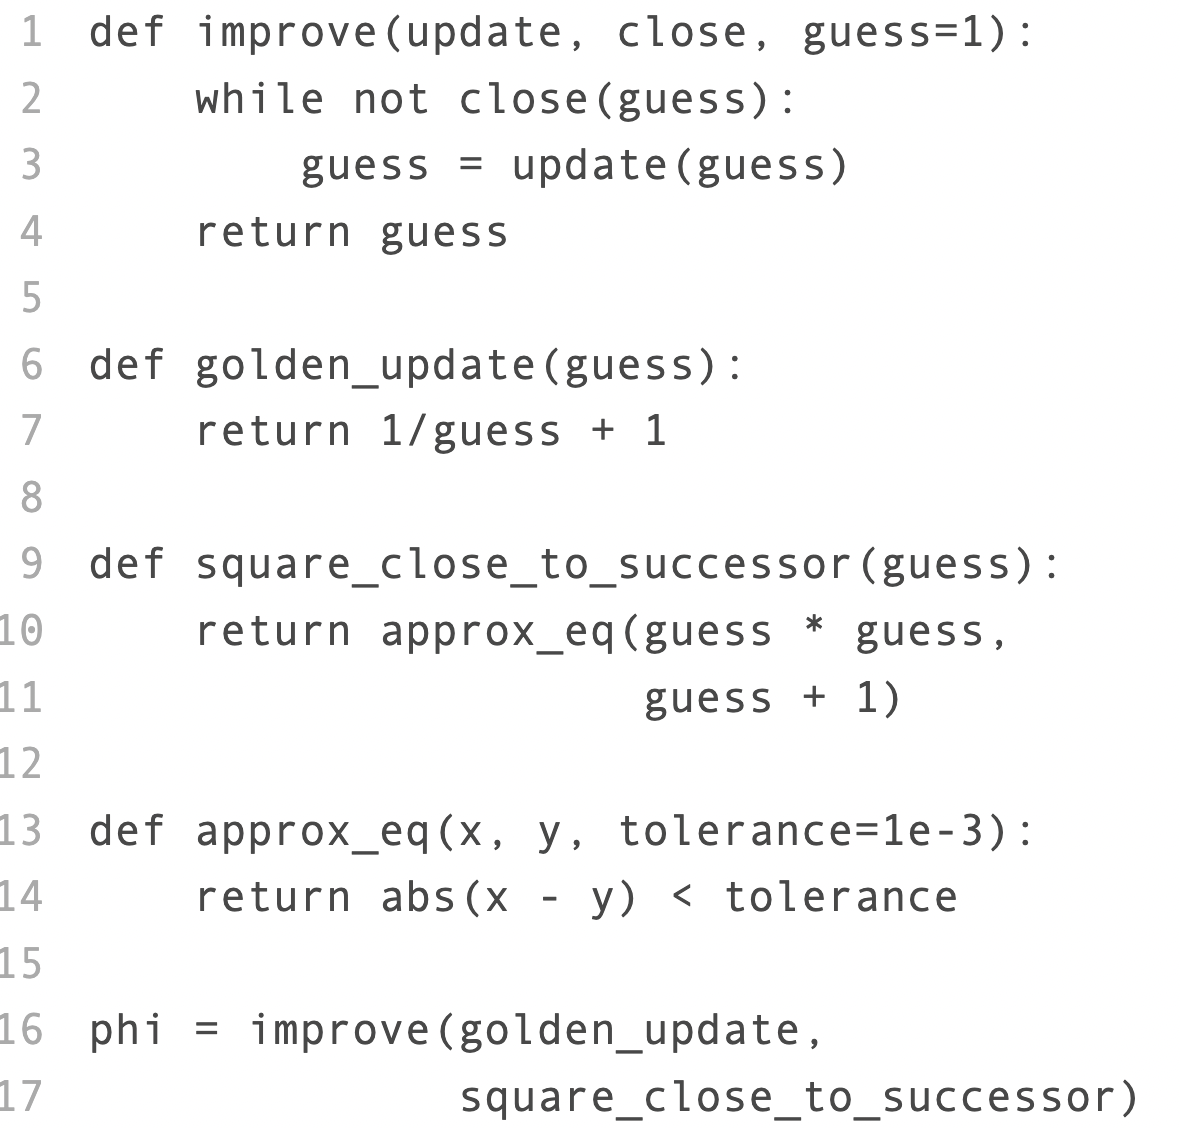 1 def improve(update, close, guess=1):
2     while not close(guess):
3         guess = update(guess)
4     return guess
5
6 def golden_update(guess):
7     return 1/guess + 1
8
9 def square_close_to_successor(guess):
10     return approx_eq(guess * guess,
11                      guess + 1)
12
13 def approx_eq(x, y, tolerance=1e-3):
14     return abs(x - y) < tolerance
15
16 phi = improve(golden_update,
17               square_close_to_successor)